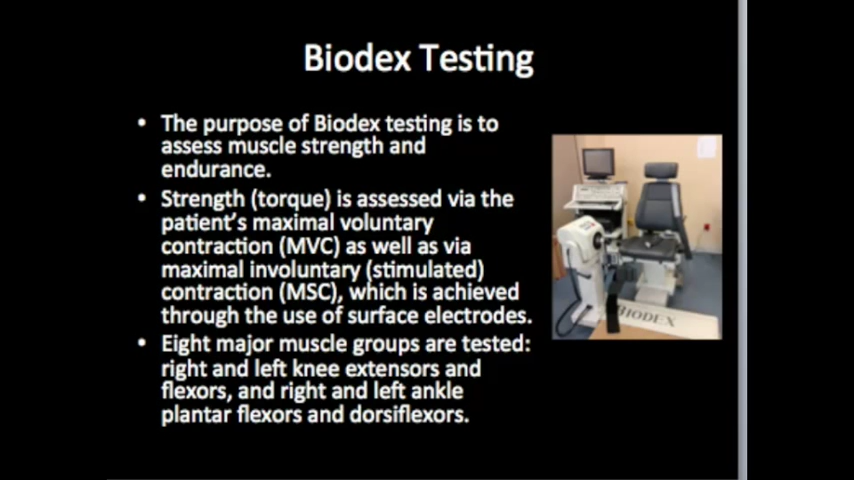 Biodex Testing
• The purpose of Biodex testing is to
assess muscle strength and
endurance.
• Strength (torque) is assessed via the
patient's maximal voluntary
contraction (MVC) as well as via
maximal involuntary (stimulated)
contraction (MSC), which is achieved
through the use of surface electrodes.
• Eight major muscle groups are tested:
right and left knee extensors and
flexors, and right and left ankle
plantar flexors and dorsiflexors.
BIODEX